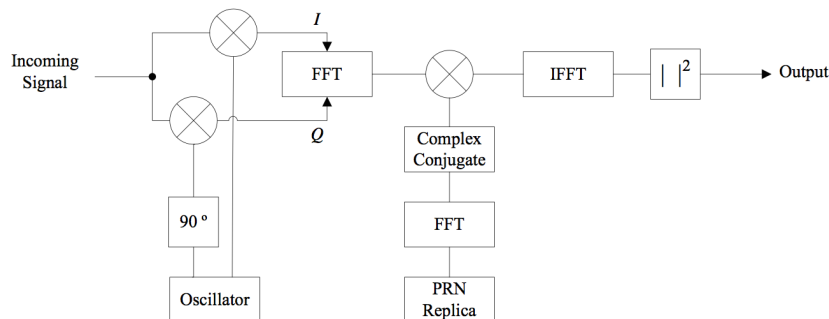 I
Incoming
Signal
FFT
IFFT
| |²
Output
Q
Complex
Conjugate
90 º
FFT
Oscillator
PRN
Replica